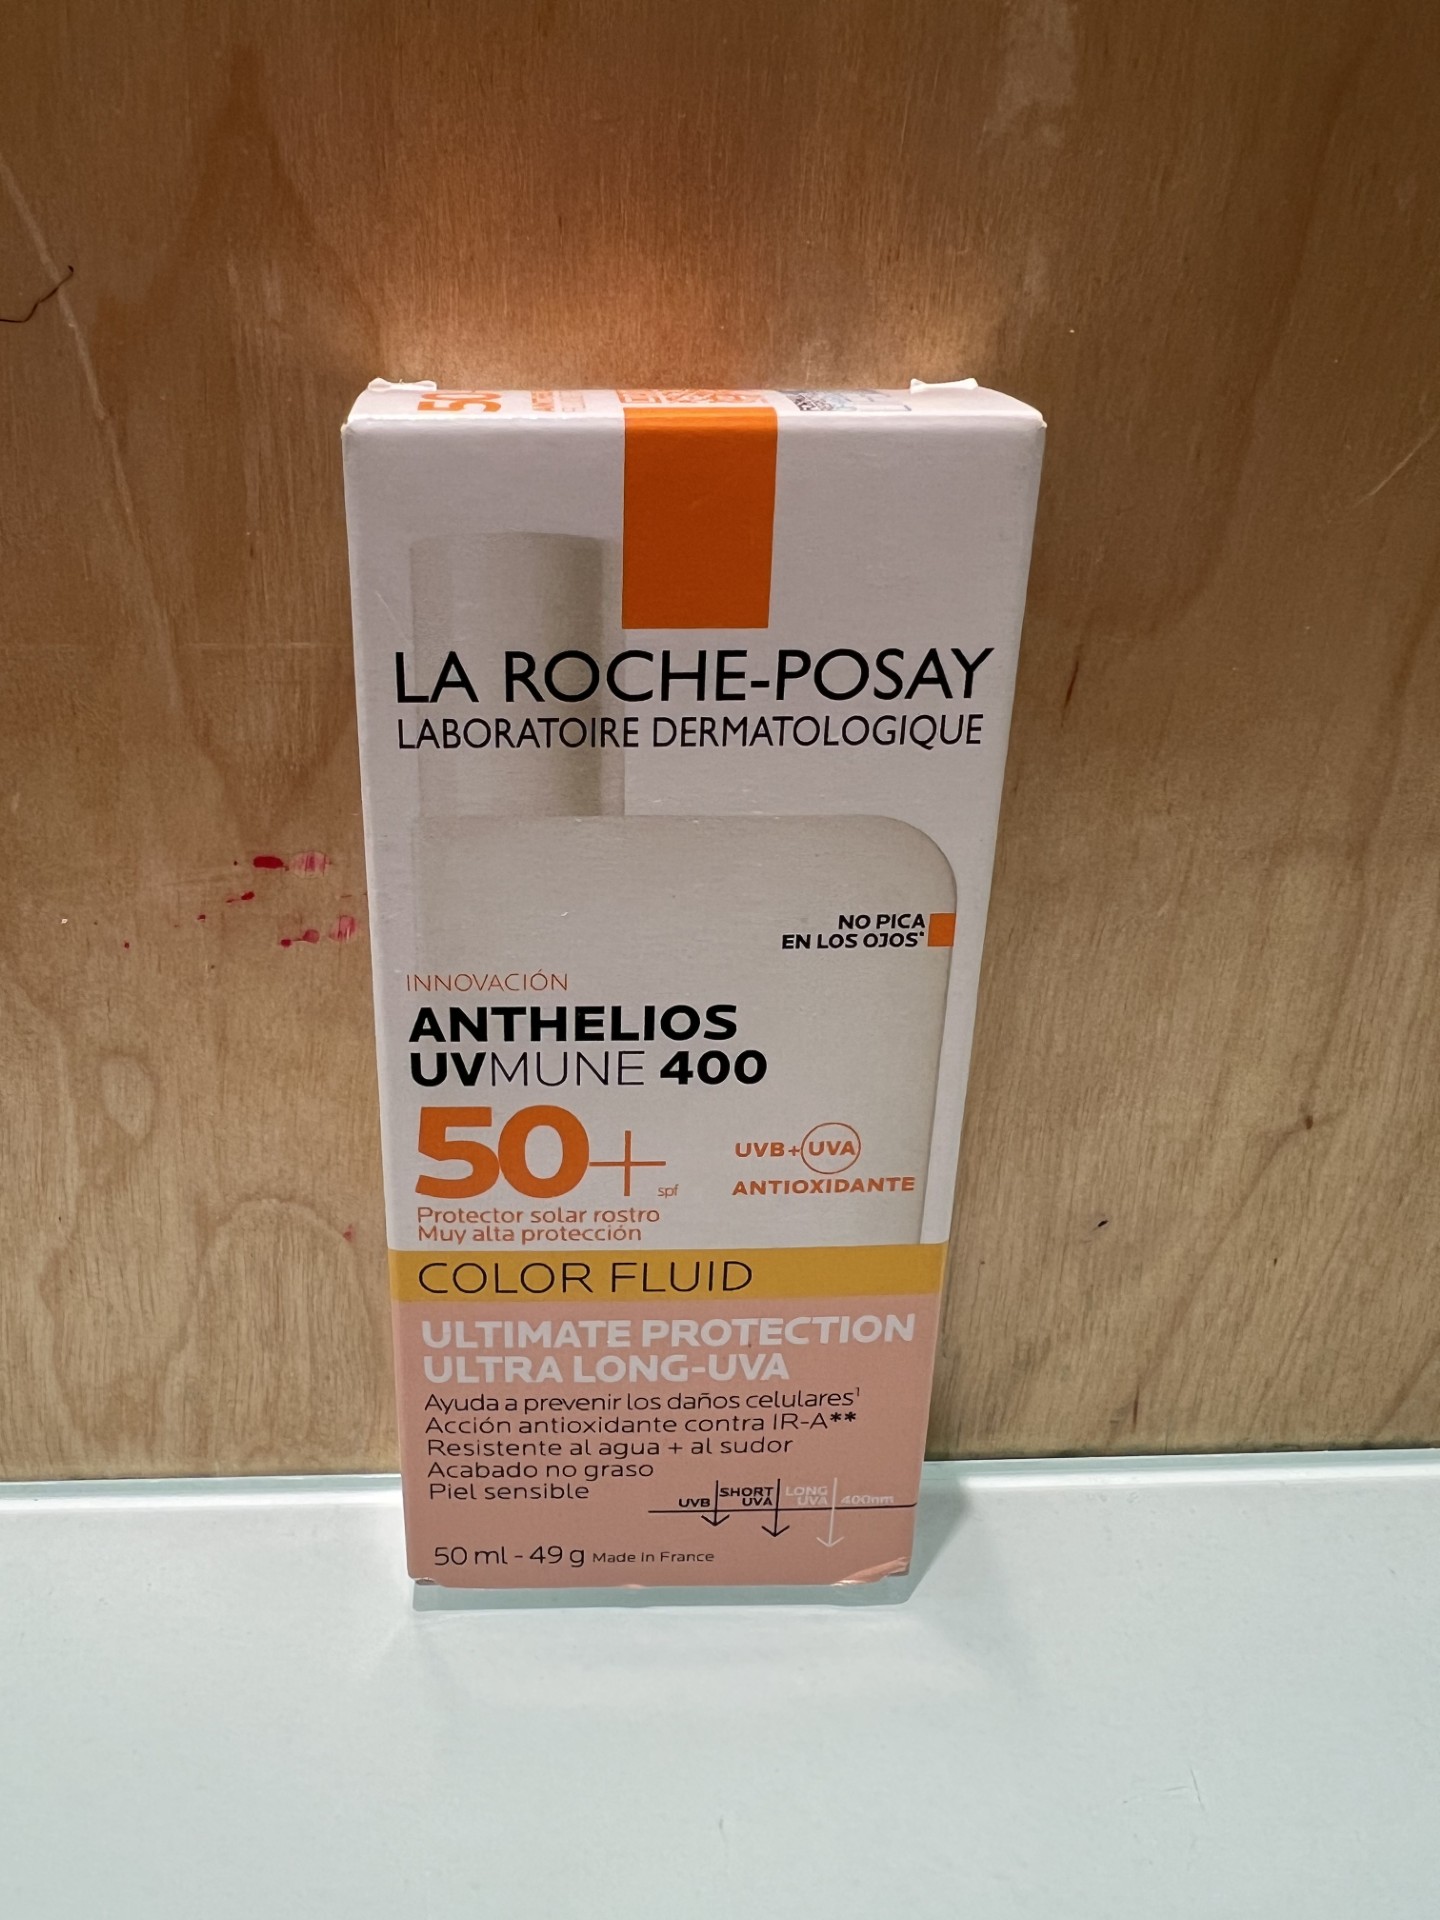 50
LA ROCHE-POSAY
LABORATOIRE DERMATOLOGIQUE
NO PICA
EN LOS OJOS*
INNOVACIÓN
ANTHELIOS
UVMUNE 400
50+
spf
UVB+UVA
ANTIOXIDANTE
Protector solar rostro
Muy alta protección
COLOR FLUID
ULTIMATE PROTECTION
ULTRA LONG-UVA
Ayuda a prevenir los daños celulares¹
Acción antioxidante contra IR-A**
Resistente al agua + al sudor
Acabado no graso
Piel sensible
UVB
SHORT
UVA
LONG
UVA
400nm
50 ml - 49 g Made in France